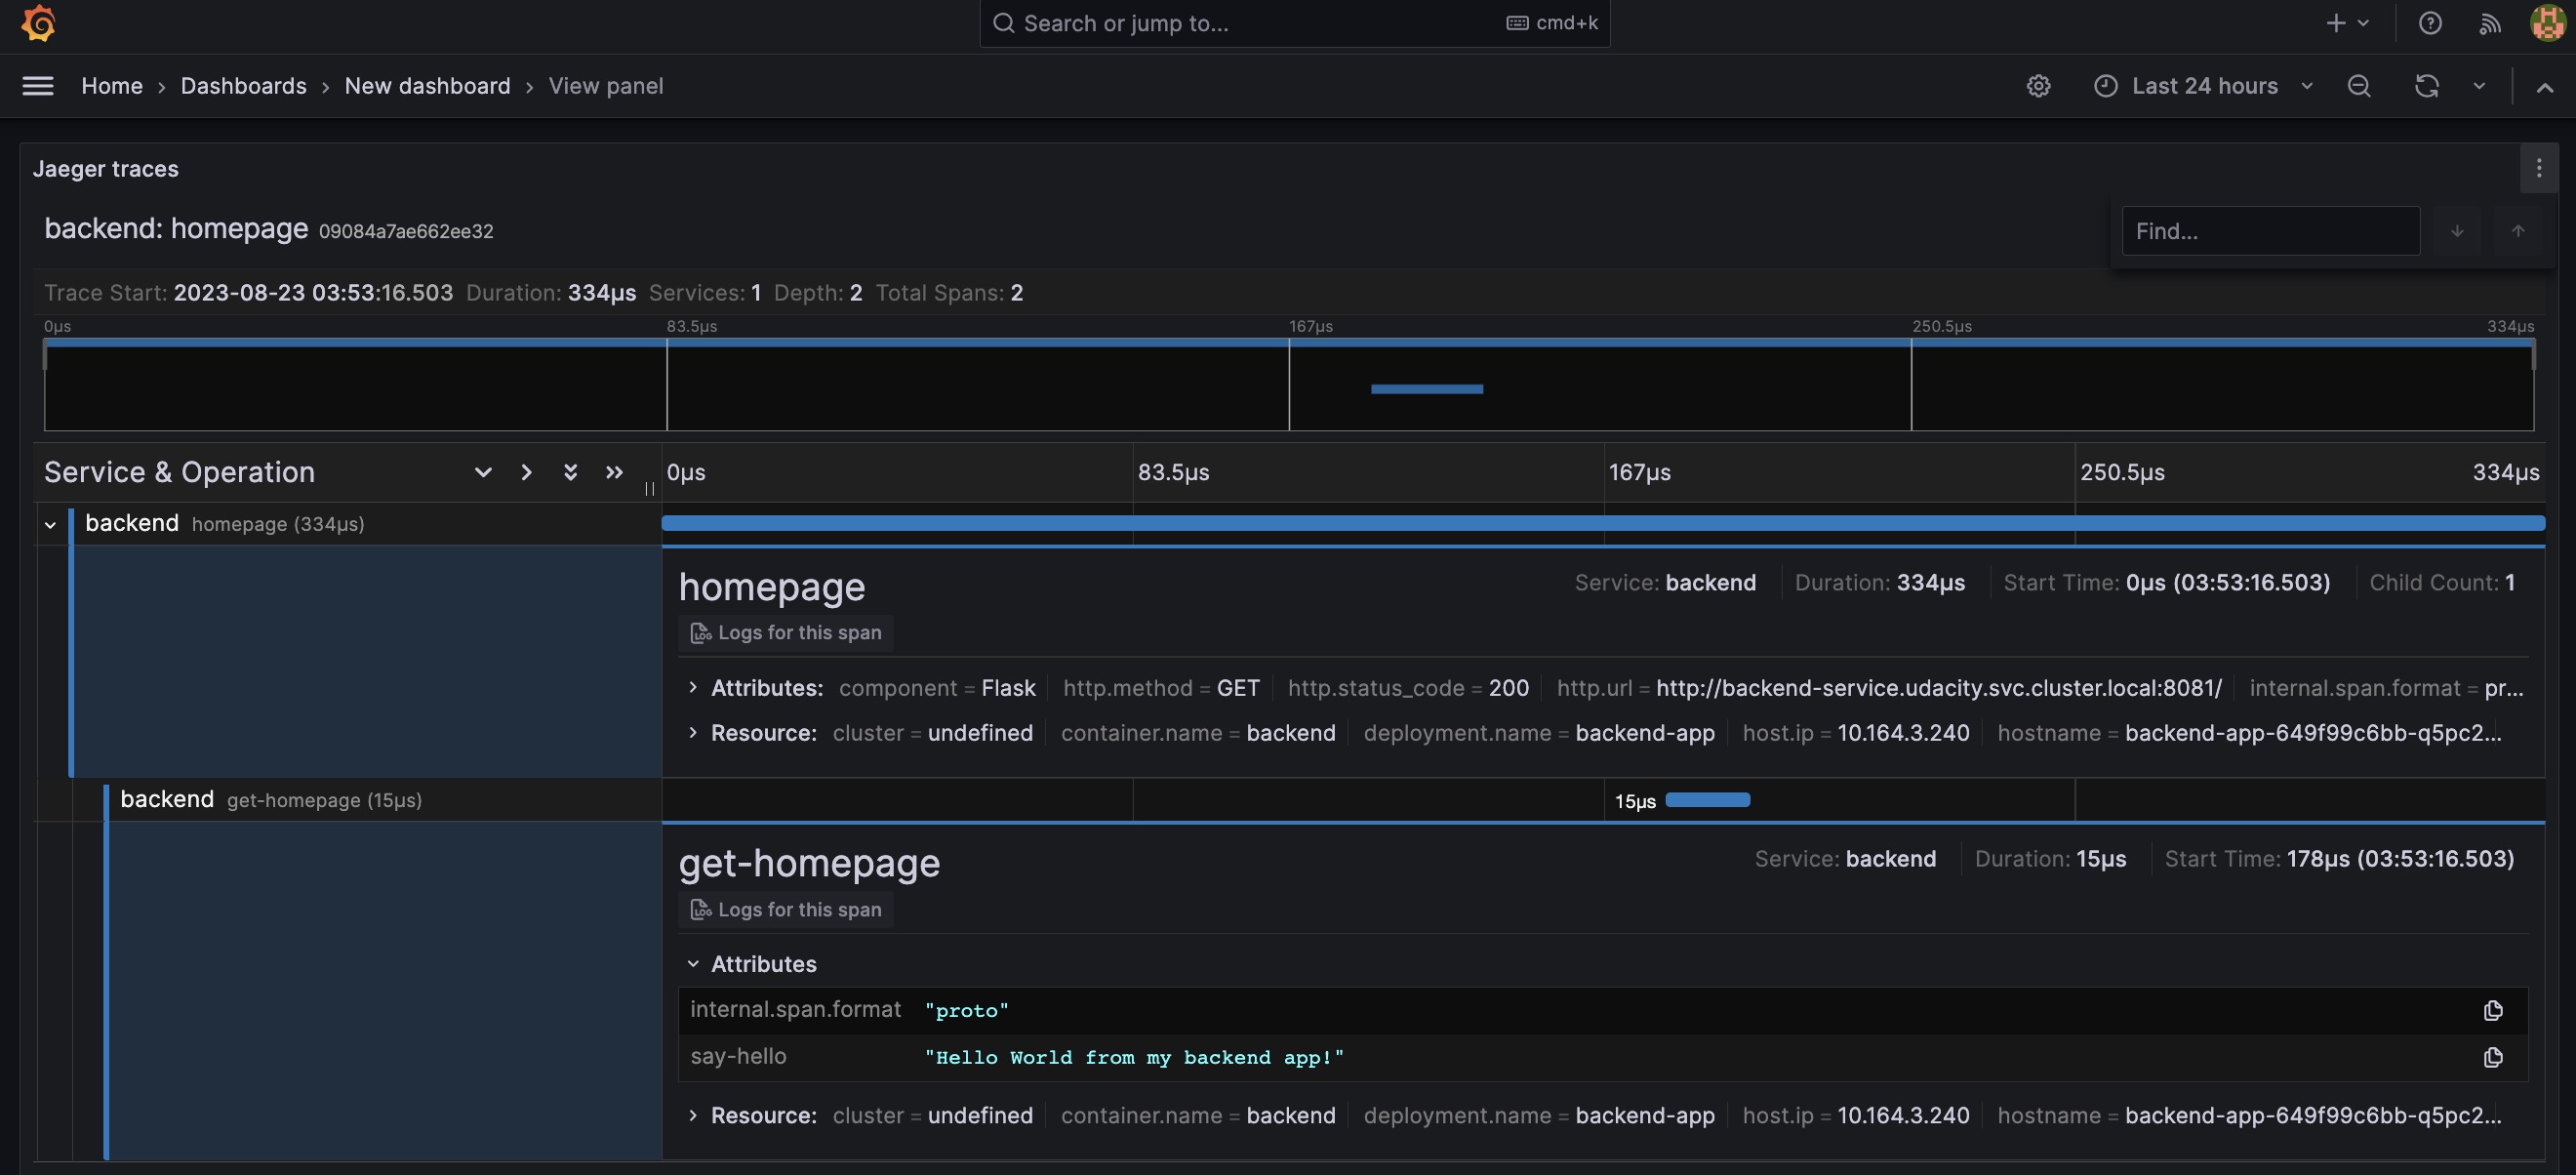 Search or jump to... cmd+k
Home › Dashboards › New dashboard › View panel Last 24 hours
Jaeger traces
backend: homepage 09084a7ae662ee32 Find...
Trace Start: 2023-08-23 03:53:16.503 Duration: 334μs Services: 1 Depth: 2 Total Spans: 2
0μs 83.5μs 167μs 250.5μs 334μs
Service & Operation 0μs 83.5μs 167μs 250.5μs 334μs
backend homepage (334μs)
homepage Service: backend Duration: 334μs Start Time: 0μs (03:53:16.503) Child Count: 1
Logs for this span
Attributes: component = Flask http.method = GET http.status_code = 200 http.url = http://backend-service.udacity.svc.cluster.local:8081/ internal.span.format = pr...
Resource: cluster = undefined container.name = backend deployment.name = backend-app host.ip = 10.164.3.240 hostname = backend-app-649f99c6bb-q5pc2...
backend get-homepage (15μs) 15μs
get-homepage Service: backend Duration: 15μs Start Time: 178μs (03:53:16.503)
Logs for this span
Attributes
internal.span.format "proto"
say-hello "Hello World from my backend app!"
Resource: cluster = undefined container.name = backend deployment.name = backend-app host.ip = 10.164.3.240 hostname = backend-app-649f99c6bb-q5pc2...